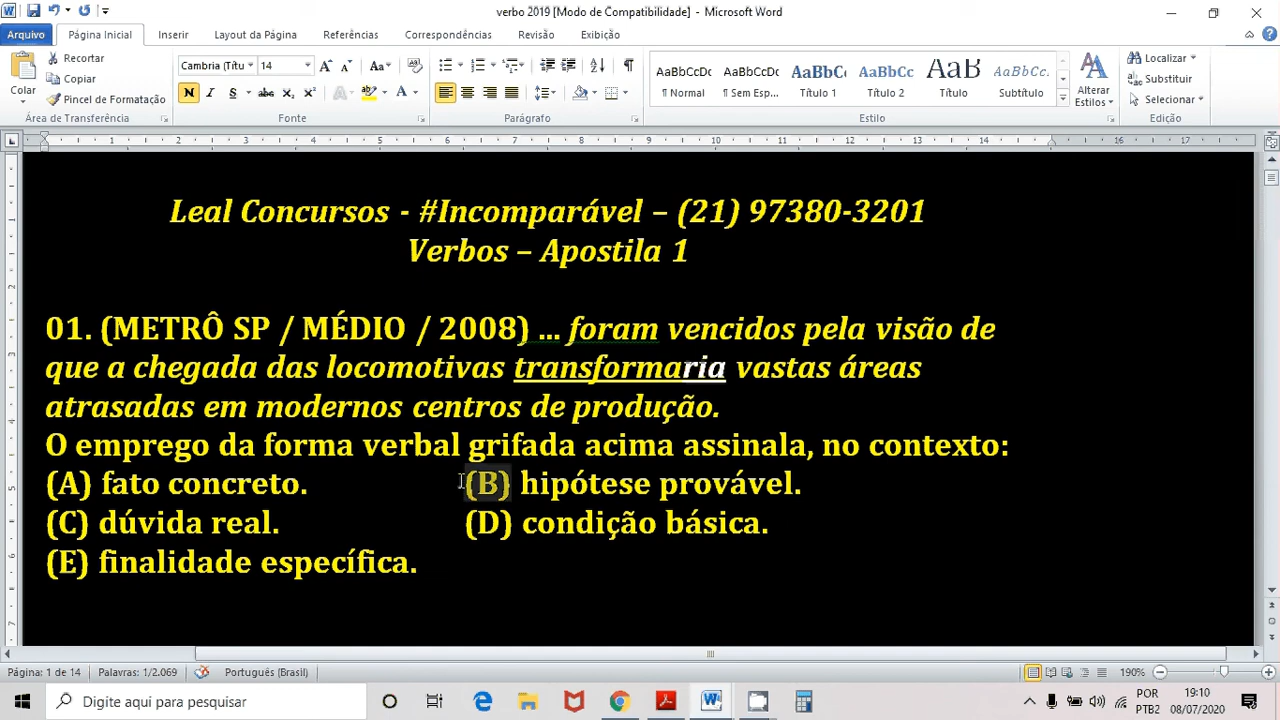 verbo 2019 [Modo de Compatibilidade] - Microsoft Word
Arquivo Página Inicial Inserir Layout da Página Referências Correspondências Revisão Exibição
Recortar
Copiar
Pincel de Formatação
Colar
Área de Transferência
Cambria (Títu 14
Fonte
Parágrafo
AaBbCcDc AaBbCcDc AaBbC AaBbCc AaB AaBbCc
¶ Normal ¶ Sem Esp... Título 1 Título 2 Título Subtítulo
Alterar Estilos
Estilo
Localizar
Substituir
Selecionar
Edição
Leal Concursos - #Incomparável – (21) 97380-3201
Verbos – Apostila 1
01. (METRÔ SP / MÉDIO / 2008) ... foram vencidos pela visão de
que a chegada das locomotivas transformaria vastas áreas
atrasadas em modernos centros de produção.
O emprego da forma verbal grifada acima assinala, no contexto:
(A) fato concreto. (B) hipótese provável.
(C) dúvida real. (D) condição básica.
(E) finalidade específica.
Página: 1 de 14 Palavras: 1/2.069 Português (Brasil) 190%
Digite aqui para pesquisar
POR
PTB2
19:10
08/07/2020